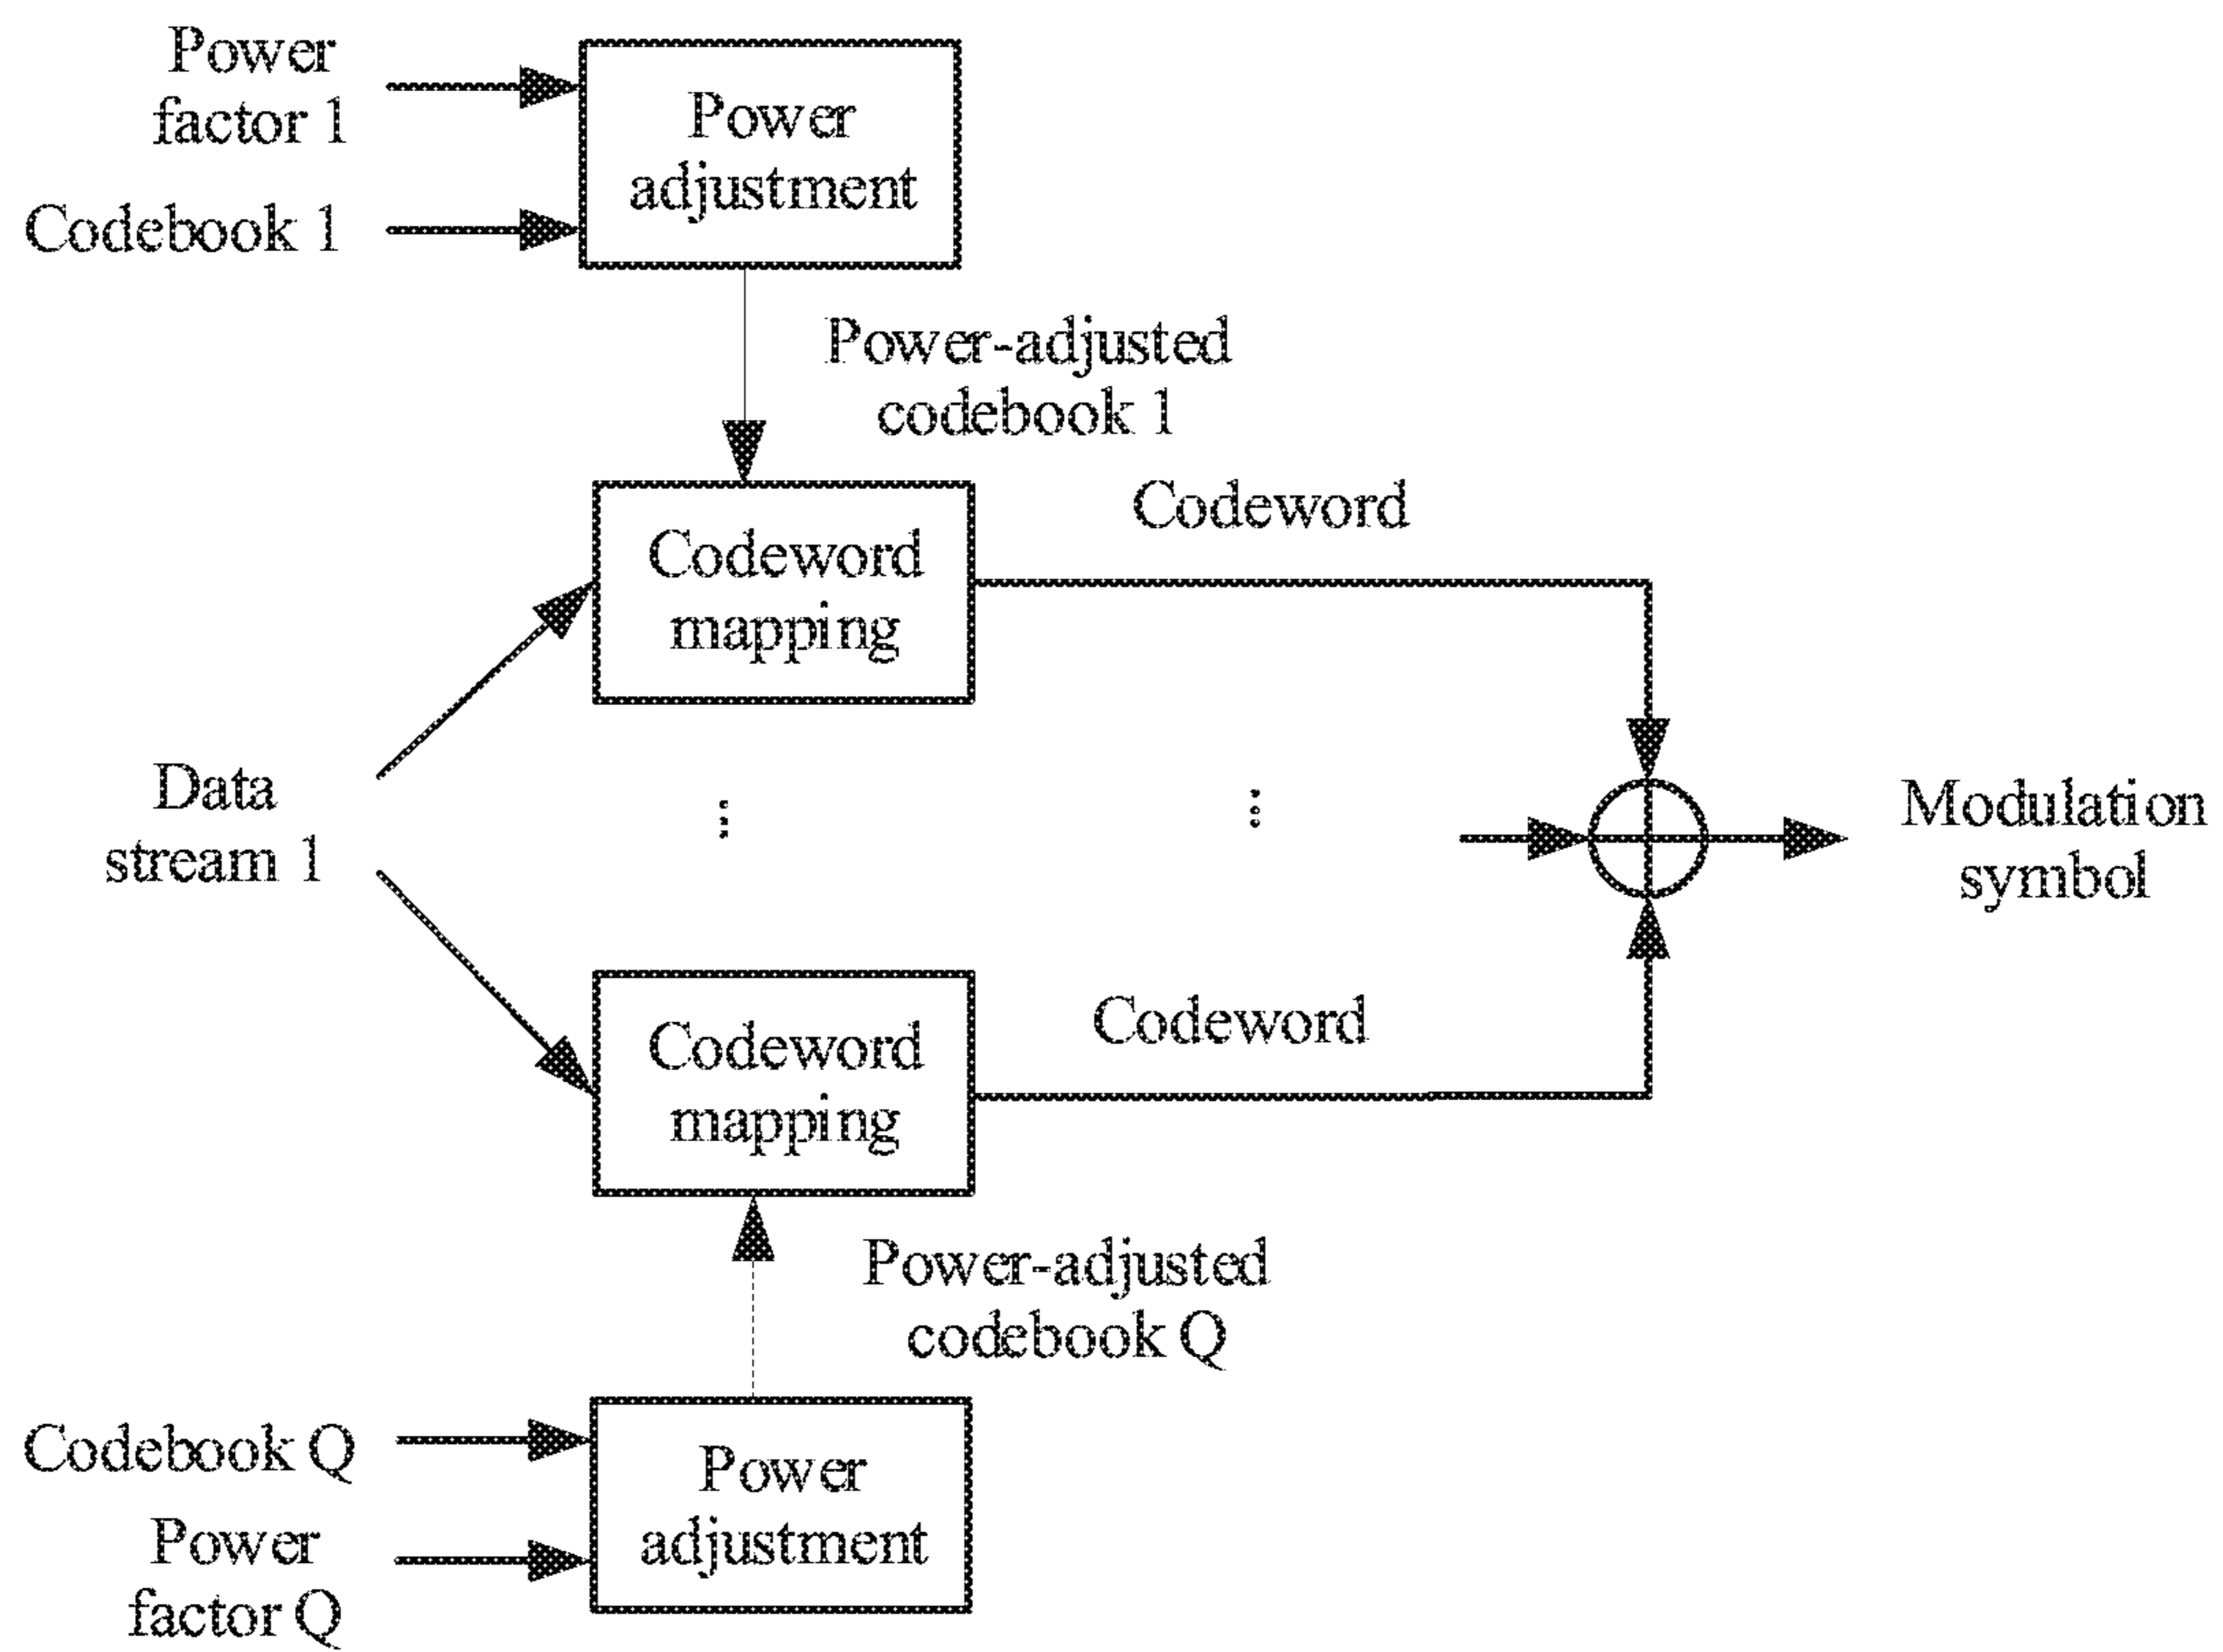 Power
factor 1
Codebook 1
Power
adjustment
Power-adjusted
codebook 1
Codeword
mapping
Codeword
Data
stream 1
Modulation
symbol
Codeword
mapping
Codeword
Power-adjusted
codebook Q
Codebook Q
Power
factor Q
Power
adjustment